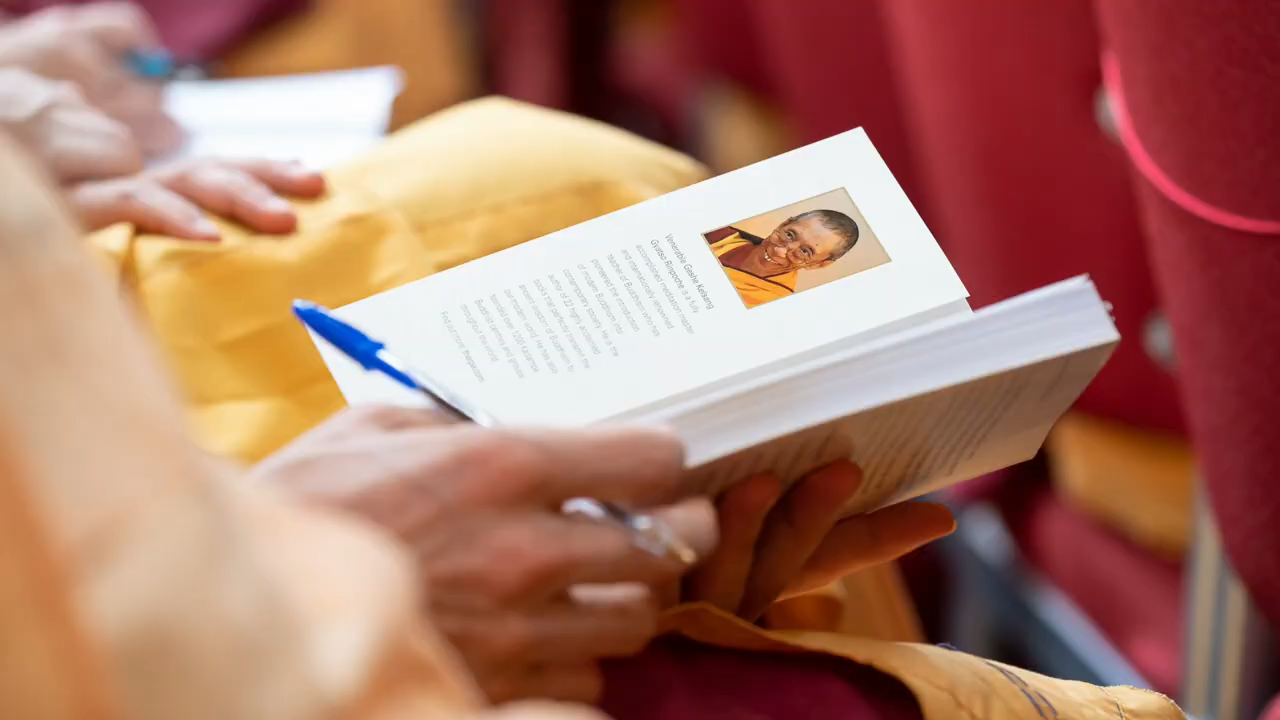 Venerable Geshe Kelsang
Gyatso Rinpoche is a fully
accomplished meditation master
and internationally renowned
teacher of Buddhism who has
pioneered the introduction
of modern Buddhism into
contemporary society. He is the
author of 23 highly acclaimed
books that perfectly transmit the
ancient wisdom of Buddhism to
our modern world. He has also
founded over 1200 Kadampa
Buddhist centres and groups
throughout the world.
Find out more: